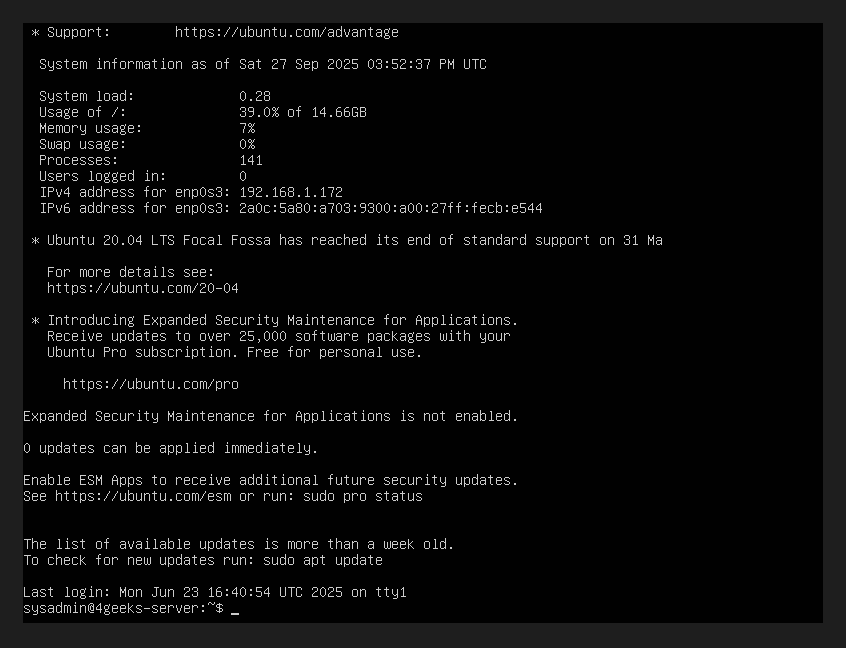 * Support:        https://ubuntu.com/advantage

  System information as of Sat 27 Sep 2025 03:52:37 PM UTC

  System load:             0.28
  Usage of /:              39.0% of 14.66GB
  Memory usage:            7%
  Swap usage:              0%
  Processes:               141
  Users logged in:         0
  IPv4 address for enp0s3: 192.168.1.172
  IPv6 address for enp0s3: 2a0c:5a80:a703:9300:a00:27ff:fecb:e544

 * Ubuntu 20.04 LTS Focal Fossa has reached its end of standard support on 31 Ma

   For more details see:
   https://ubuntu.com/20-04

 * Introducing Expanded Security Maintenance for Applications.
   Receive updates to over 25,000 software packages with your
   Ubuntu Pro subscription. Free for personal use.

     https://ubuntu.com/pro

Expanded Security Maintenance for Applications is not enabled.

0 updates can be applied immediately.

Enable ESM Apps to receive additional future security updates.
See https://ubuntu.com/esm or run: sudo pro status


The list of available updates is more than a week old.
To check for new updates run: sudo apt update

Last login: Mon Jun 23 16:40:54 UTC 2025 on tty1
sysadmin@4geeks-server:~$ _